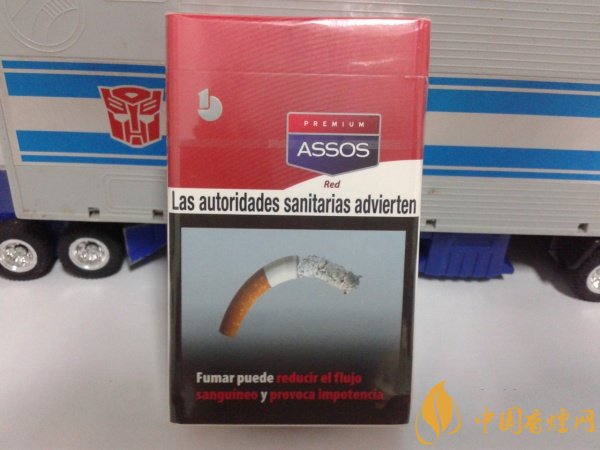 PREMIUM
ASSOS
Red
Las autoridades sanitarias advierten
Fumar puede reducir el flujo
sanguíneo y provoca impotencia
中国香烟网